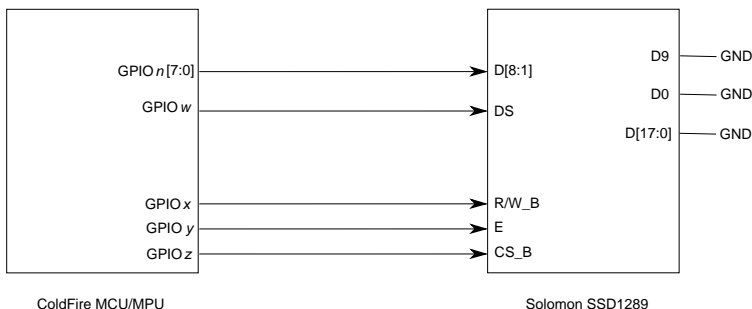 GPIO n [7:0]
GPIO w
GPIO x
GPIO y
GPIO z
ColdFire MCU/MPU
D[8:1]
DS
R/W_B
E
CS_B
D9
D0
D[17:0]
GND
GND
GND
Solomon SSD1289